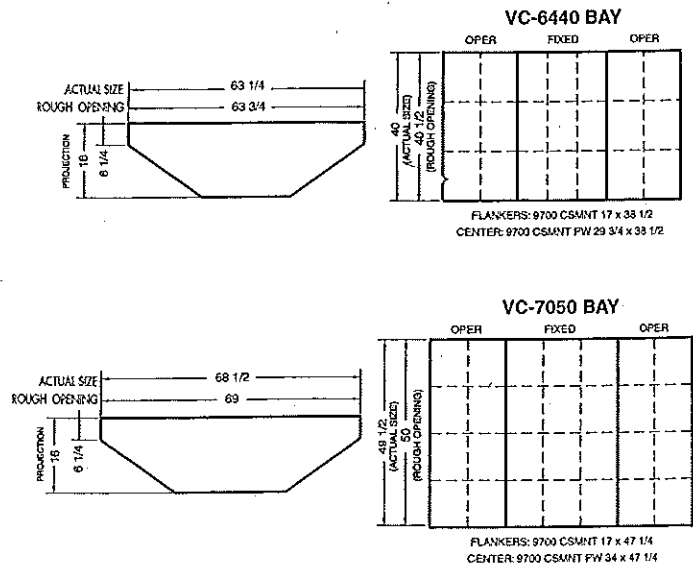 VC-6440 BAY
OPER FIXED OPER
ACTUAL SIZE 63 1/4
ROUGH OPENING 63 3/4
PROJECTION
16
6 1/4
40
(ACTUAL SIZE)
40 1/2
(ROUGH OPENING)
FLANKERS: 9700 CSMNT 17 x 38 1/2
CENTER: 9700 CSMNT PW 29 3/4 x 38 1/2
VC-7050 BAY
OPER FIXED OPER
ACTUAL SIZE 68 1/2
ROUGH OPENING 69
PROJECTION
16
6 1/4
49 1/2
(ACTUAL SIZE)
50
(ROUGH OPENING)
FLANKERS: 9700 CSMNT 17 x 47 1/4
CENTER: 9700 CSMNT PW 34 x 47 1/4